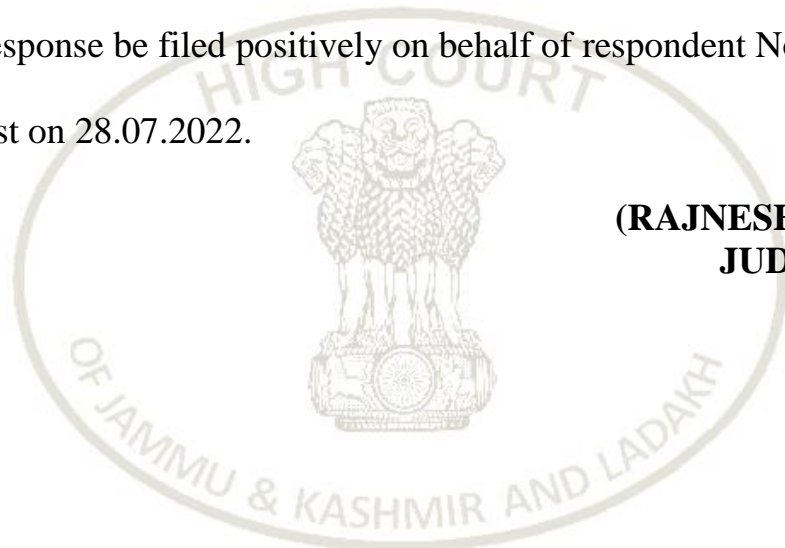 esponse be filed positively on behalf of respondent No
HIGH COURT
st on 28.07.2022.
(RAJNESH
JUD
OF JAMMU & KASHMIR AND LADAKH